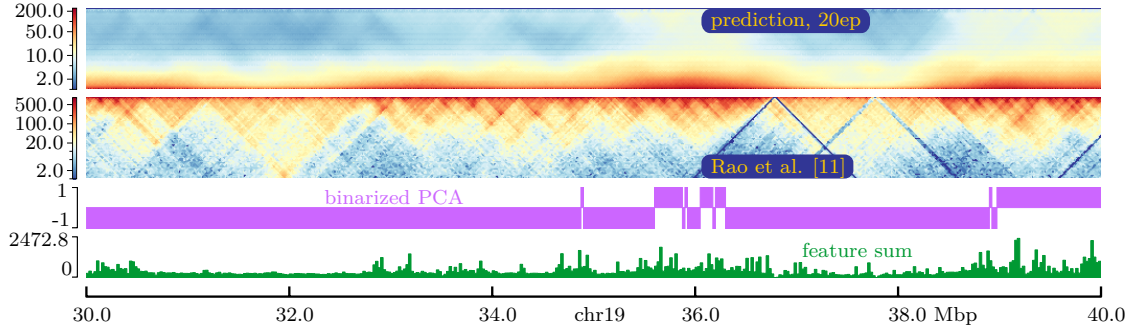 200.0
50.0
10.0
2.0
prediction, 20ep
500.0
100.0
20.0
2.0
Rao et al. [11]
1
-1
binarized PCA
2472.8
0
feature sum
30.0 32.0 34.0 chr19 36.0 38.0 Mbp 40.0